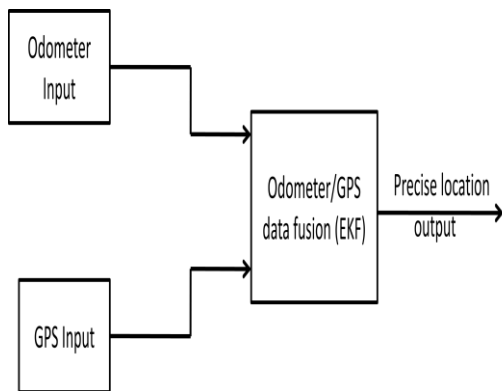 Odometer
Input
Odometer/GPS
data fusion (EKF)
Precise location
output
GPS Input